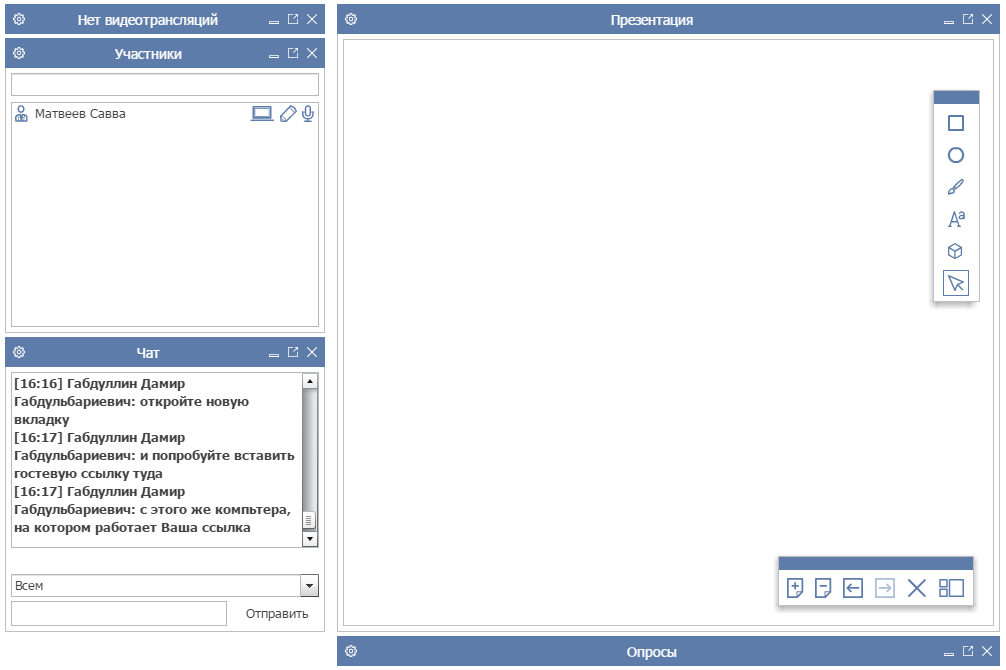 Нет видеотрансляций
Участники
Матвеев Савва
Чат
[16:16] Габдуллин Дамир
Габдульбариевич: откройте новую
вкладку
[16:17] Габдуллин Дамир
Габдульбариевич: и попробуйте вставить
гостевую ссылку туда
[16:17] Габдуллин Дамир
Габдульбариевич: с этого же компьтера,
на котором работает Ваша ссылка
Всем
Отправить
Презентация
Aa
Опросы